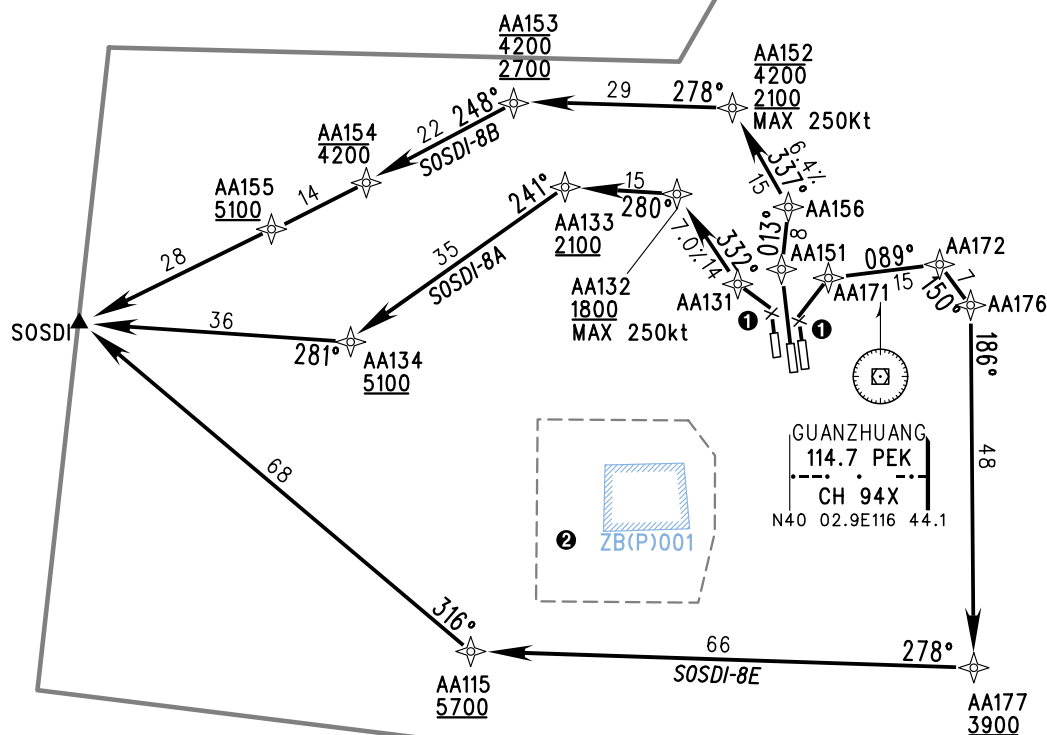 AA153
4200
2700
AA152
4200
2100
MAX 250Kt
29
278°
248°
22
SOSDI-8B
AA154
4200
14
AA155
5100
28
6.4%
337°
15
AA156
013°
8
AA151
241°
15
280°
AA133
2100
35
SOSDI-8A
332°
7.0%14
AA131
AA132
1800
MAX 250kt
089°
15
AA171
AA172
7
150°
AA176
186°
48
❶
❶
SOSDI
36
281°
AA134
5100
GUANZHUANG
114.7 PEK
CH 94X
N40 02.9E116 44.1
68
❷
ZB(P)001
316°
66
278°
SOSDI-8E
AA115
5700
AA177
3900